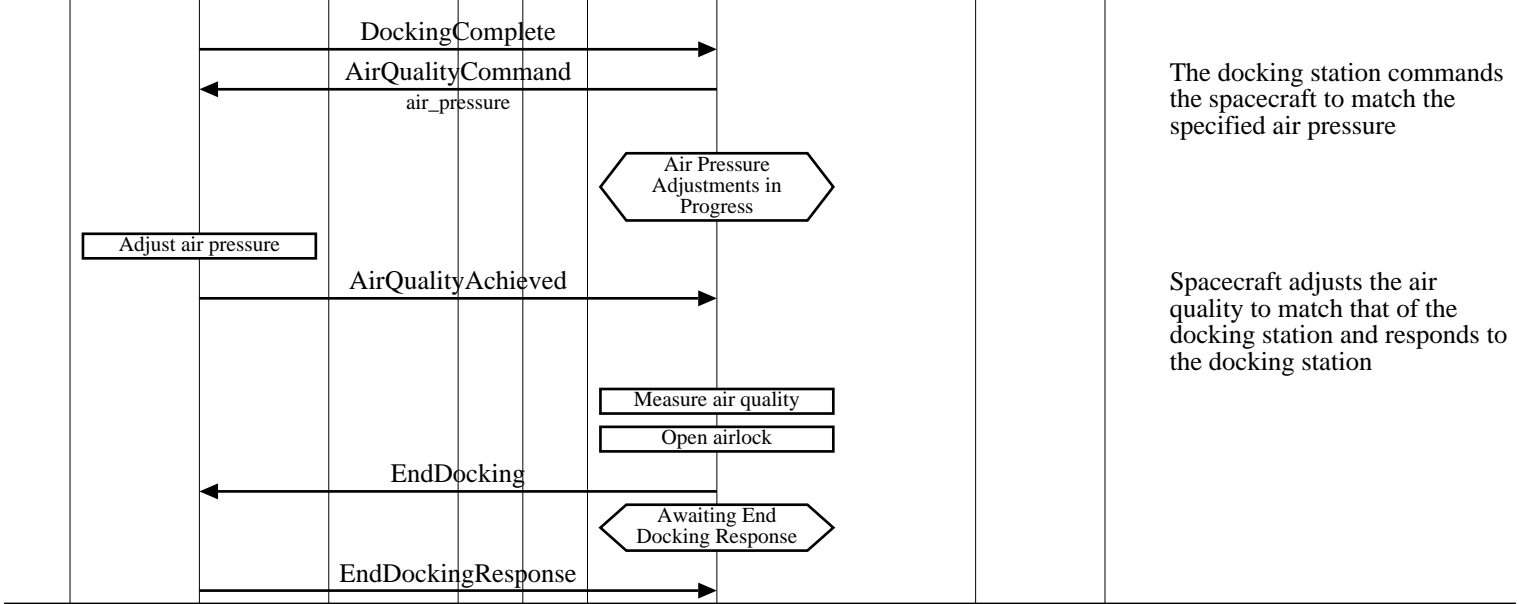 DockingComplete
AirQualityCommand
air_pressure
The docking station commands
the spacecraft to match the
specified air pressure
Air Pressure
Adjustments in
Progress
Adjust air pressure
AirQualityAchieved
Spacecraft adjusts the air
quality to match that of the
docking station and responds to
the docking station
Measure air quality
Open airlock
EndDocking
Awaiting End
Docking Response
EndDockingResponse